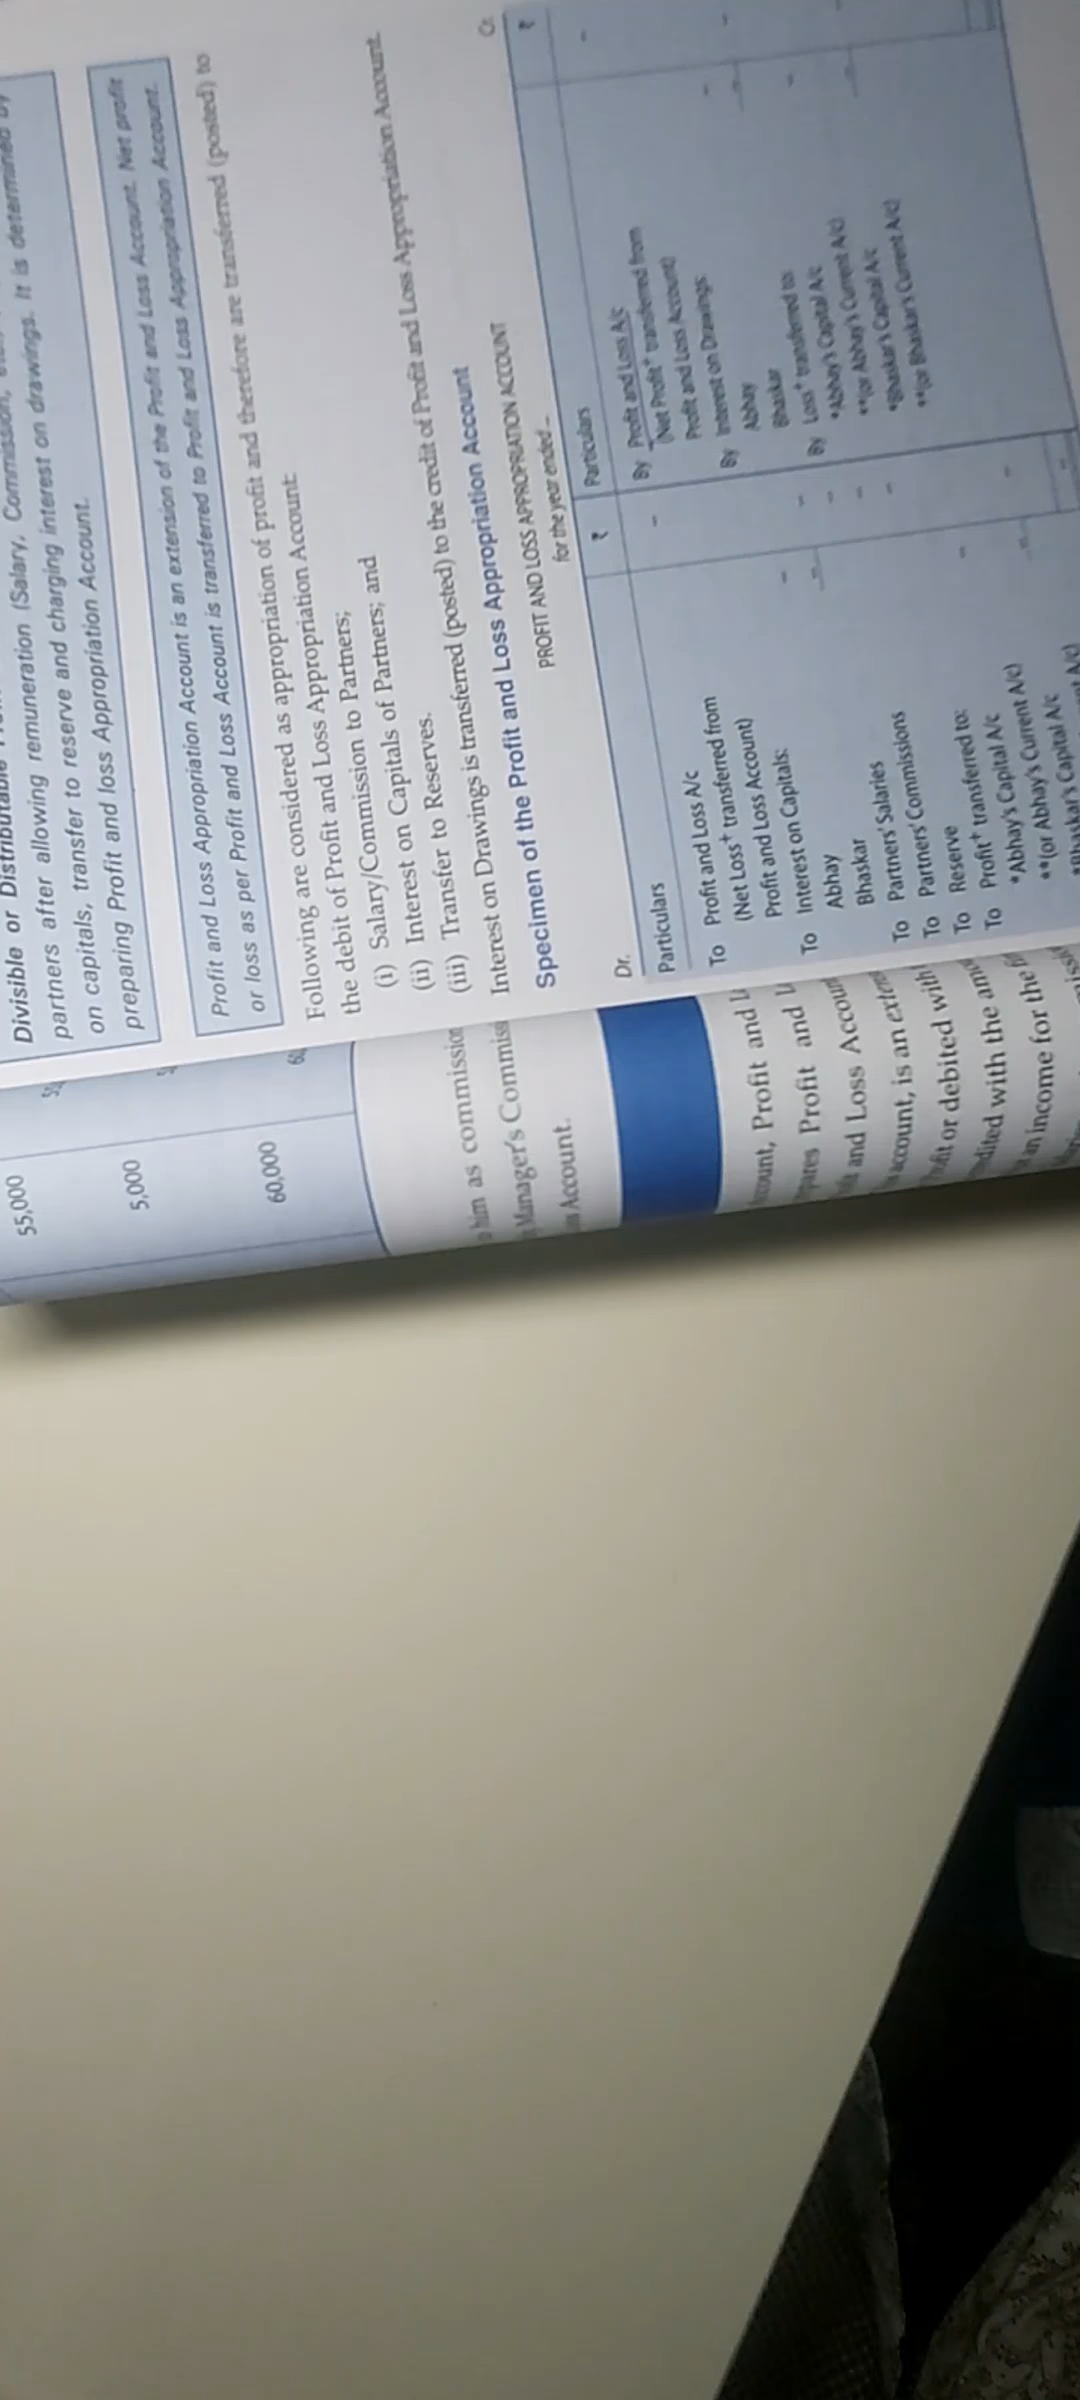 Divisible or
partners after allowing remuneration (Salary, Commission,
on capitals, transfer to reserve and charging interest on drawings. It is determined by
preparing Profit and loss Appropriation Account.
Profit and Loss Appropriation Account is an extension of the Profit and Loss Account. Net profit
or loss as per Profit and Loss Account is transferred to Profit and Loss Appropriation Account.
Following are considered as appropriation of profit and therefore are transferred (posted) to
the debit of Profit and Loss Appropriation Account:
(i) Salary/Commission to Partners;
(ii) Interest on Capitals of Partners; and
(iii) Transfer to Reserves.
Interest on Drawings is transferred (posted) to the credit of Profit and Loss Appropriation Account.
Specimen of the Profit and Loss Appropriation Account
PROFIT AND LOSS APPROPRIATION ACCOUNT
for the year ended ...
Dr. Cr.
Particulars ₹ Particulars ₹
To Profit and Loss A/c
(Net Loss⁺ transferred from
Profit and Loss Account)
To Interest on Capitals:
Abhay
Bhaskar
To Partners' Salaries
To Partners' Commissions
To Reserve
To Profit⁺ transferred to:
*Abhay's Capital A/c
**(or Abhay's Current A/c)
*Bhaskar's Capital A/c
By Profit and Loss A/c
(Net Profit⁺ transferred from
Profit and Loss Account)
By Interest on Drawings:
Abhay
Bhaskar
By Loss⁺ transferred to:
*Abhay's Capital A/c
**(or Abhay's Current A/c)
*Bhaskar's Capital A/c
**(or Bhaskar's Current A/c)
55,000
5,000
60,000
him as commission
Manager's Commiss
Account.
ount, Profit and L
Profit and L
and Loss Accoun
account, is an exten
or debited with
with the am
an income for the